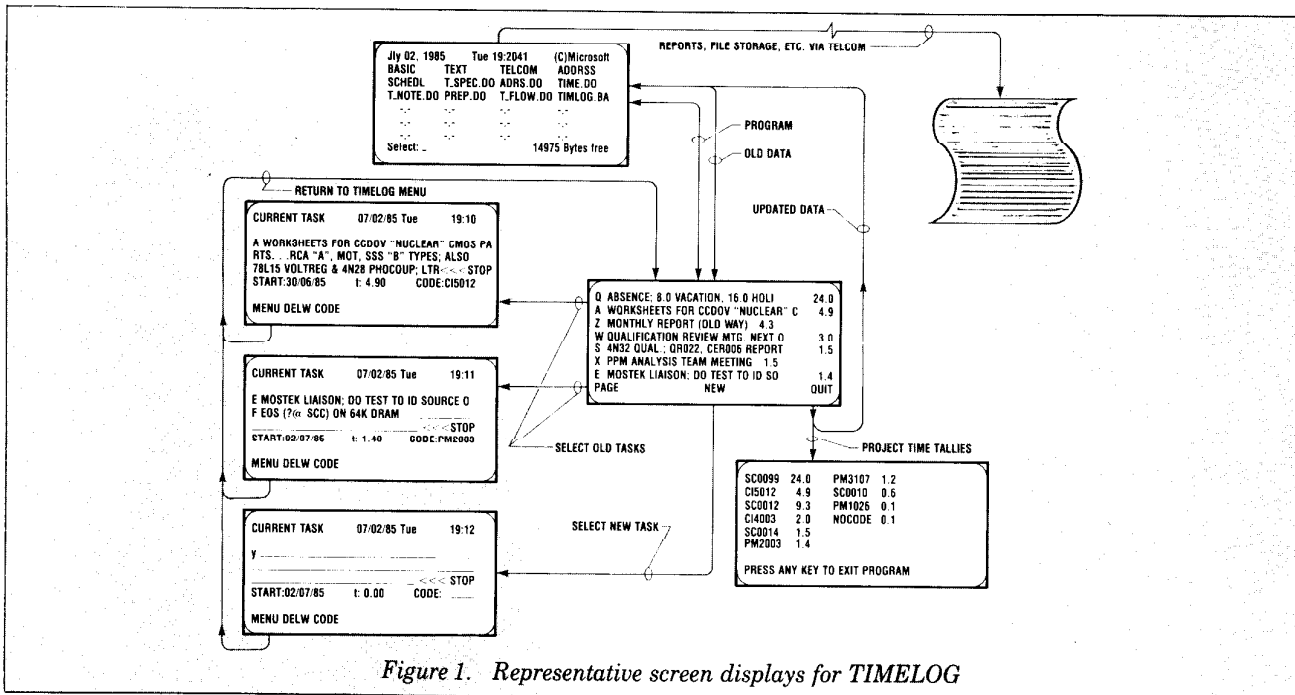 REPORTS, FILE STORAGE, ETC. VIA TELCOM
Jly 02, 1985 Tue 19:2041 (C)Microsoft
BASIC TEXT TELCOM ADDRSS
SCHEDL T_SPEC.DO ADRS.DO TIME.DO
T_NOTE.DO PREP.DO T_FLOW.DO TIMLOG.BA
-.- -.- -.- -.-
-.- -.- -.- -.-
-.- -.- -.- -.-
Select: _ 14975 Bytes free
PROGRAM
OLD DATA
UPDATED DATA
RETURN TO TIMELOG MENU
CURRENT TASK 07/02/85 Tue 19:10
A WORKSHEETS FOR CCDOV "NUCLEAR" CMOS PA
RTS. . .RCA "A", MOT, SSS "B" TYPES; ALSO
78L15 VOLTREG & 4N28 PHOCOUP; LTR<<< STOP
START:30/06/85 t: 4.90 CODE:CI5012
MENU DELW CODE
Q ABSENCE; 8.0 VACATION, 16.0 HOLI 24.0
A WORKSHEETS FOR CCDOV "NUCLEAR" C 4.9
Z MONTHLY REPORT (OLD WAY) 4.3
W QUALIFICATION REVIEW MTG. NEXT O 3.0
S 4N32 QUAL.; QR022, CER006 REPORT 1.5
X PPM ANALYSIS TEAM MEETING 1.5
E MOSTEK LIAISON; DO TEST TO ID SO 1.4
PAGE NEW QUIT
CURRENT TASK 07/02/85 Tue 19:11
E MOSTEK LIAISON; DO TEST TO ID SOURCE O
F EOS (?(α SCC) ON 64K DRAM
<<STOP
START:02/07/85 t: 1.40 CODE:PM2003
MENU DELW CODE
SELECT OLD TASKS
PROJECT TIME TALLIES
SC0099 24.0 PM3107 1.2
CI5012 4.9 SC0010 0.6
SC0012 9.3 PM1026 0.1
CI4003 2.0 NOCODE 0.1
SC0014 1.5
PM2003 1.4
PRESS ANY KEY TO EXIT PROGRAM
SELECT NEW TASK
CURRENT TASK 07/02/85 Tue 19:12
y
<<< STOP
START:02/07/85 t: 0.00 CODE:
MENU DELW CODE
Figure 1. Representative screen displays for TIMELOG